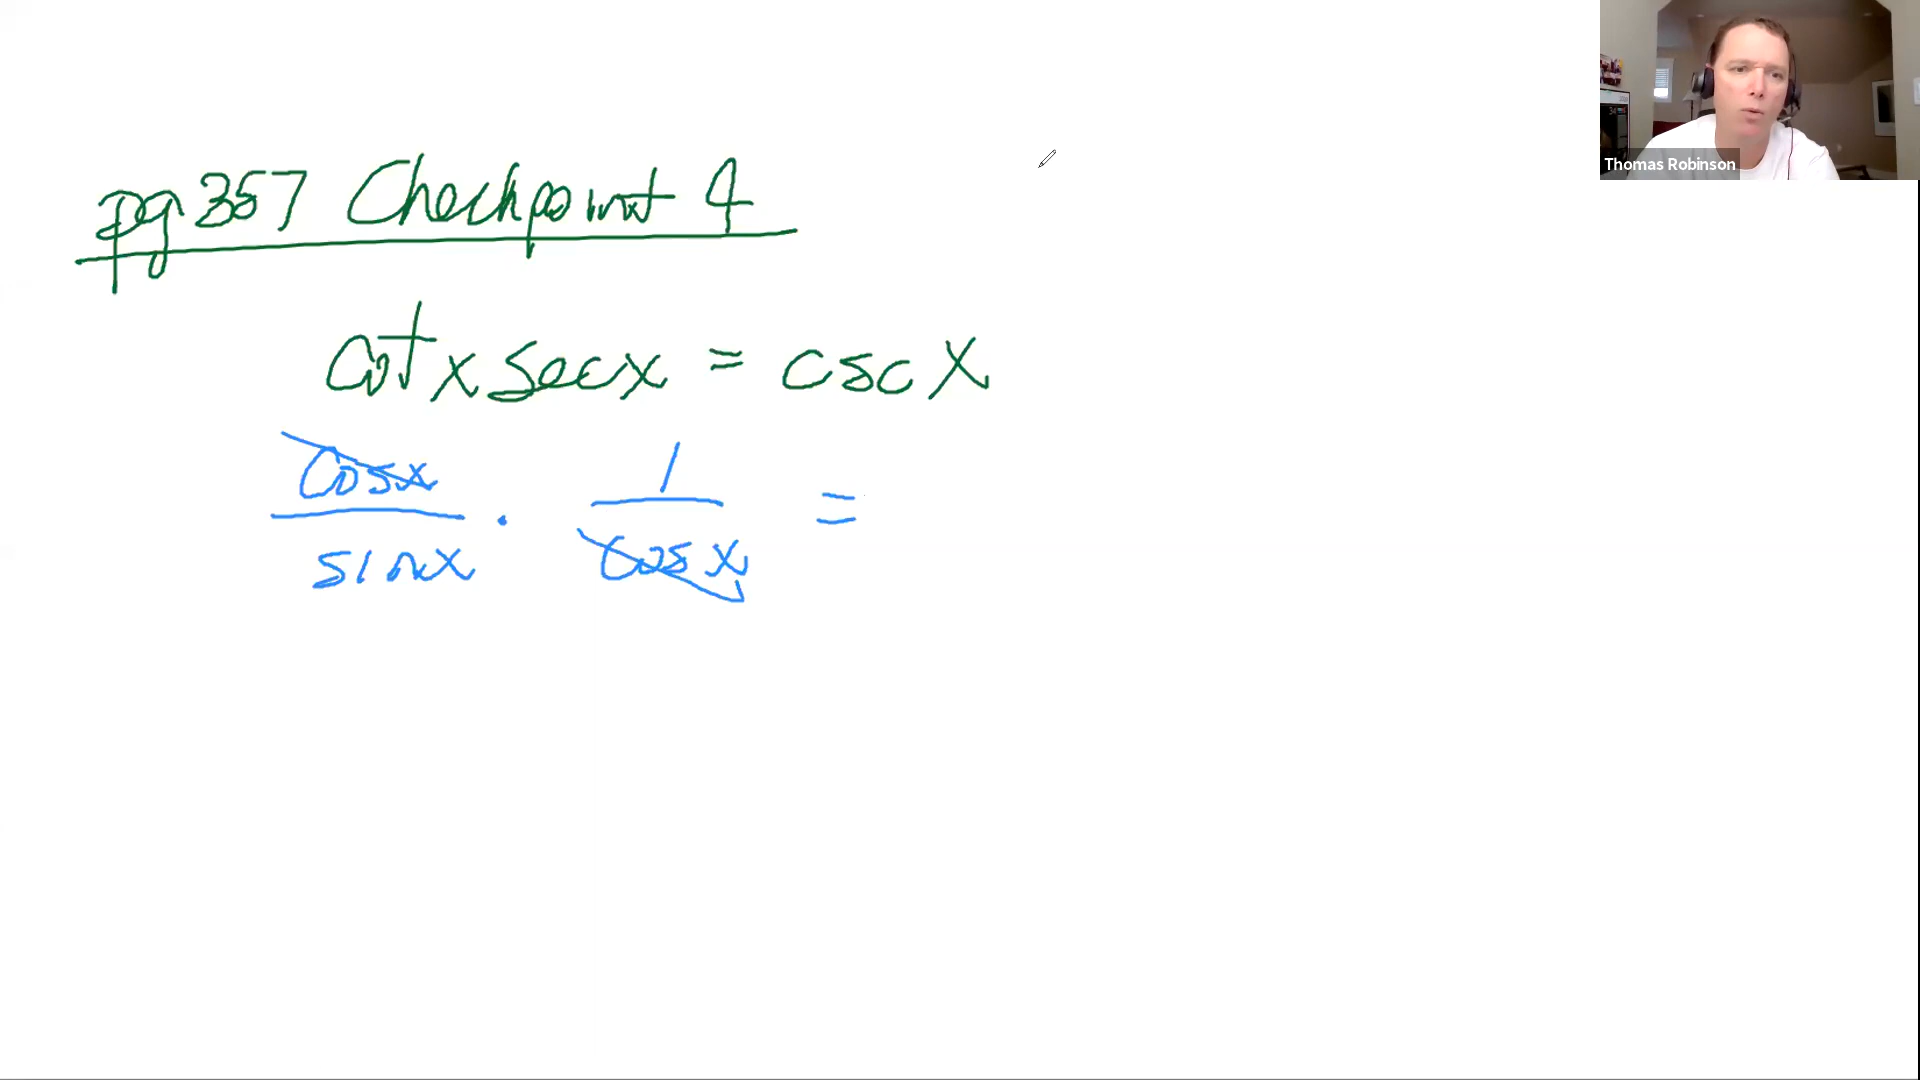 Thomas Robinson
pg 357 Checkpoint 4
cot x sec x = csc x
cos x / sin x · 1 / cos x =